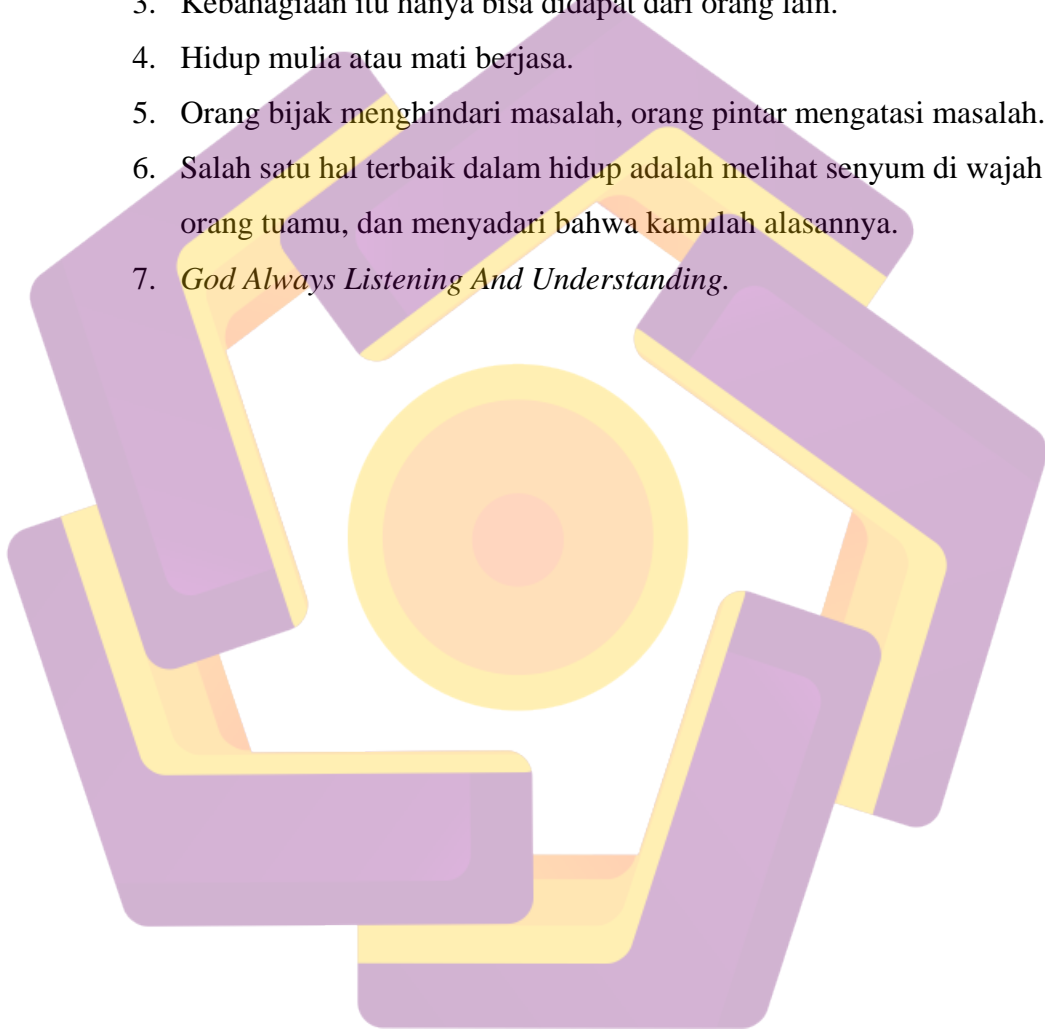 3. Kebahagiaan itu hanya bisa didapat dari orang lain.
4. Hidup mulia atau mati berjasa.
5. Orang bijak menghindari masalah, orang pintar mengatasi masalah.
6. Salah satu hal terbaik dalam hidup adalah melihat senyum di wajah
orang tuamu, dan menyadari bahwa kamulah alasannya.
7. God Always Listening And Understanding.